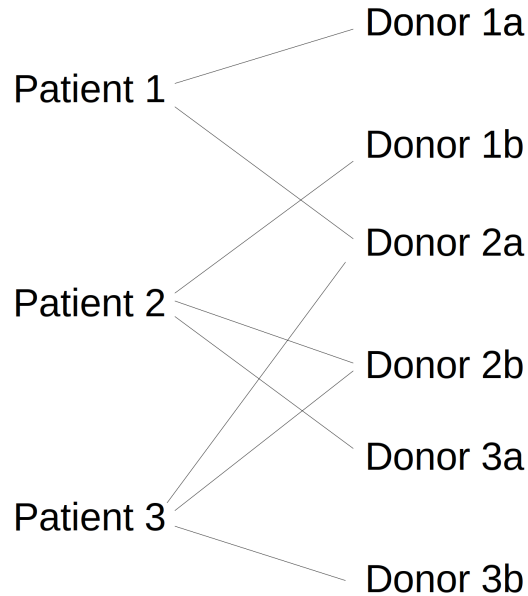 Donor 1a
Patient 1
Donor 1b
Donor 2a
Patient 2
Donor 2b
Donor 3a
Patient 3
Donor 3b